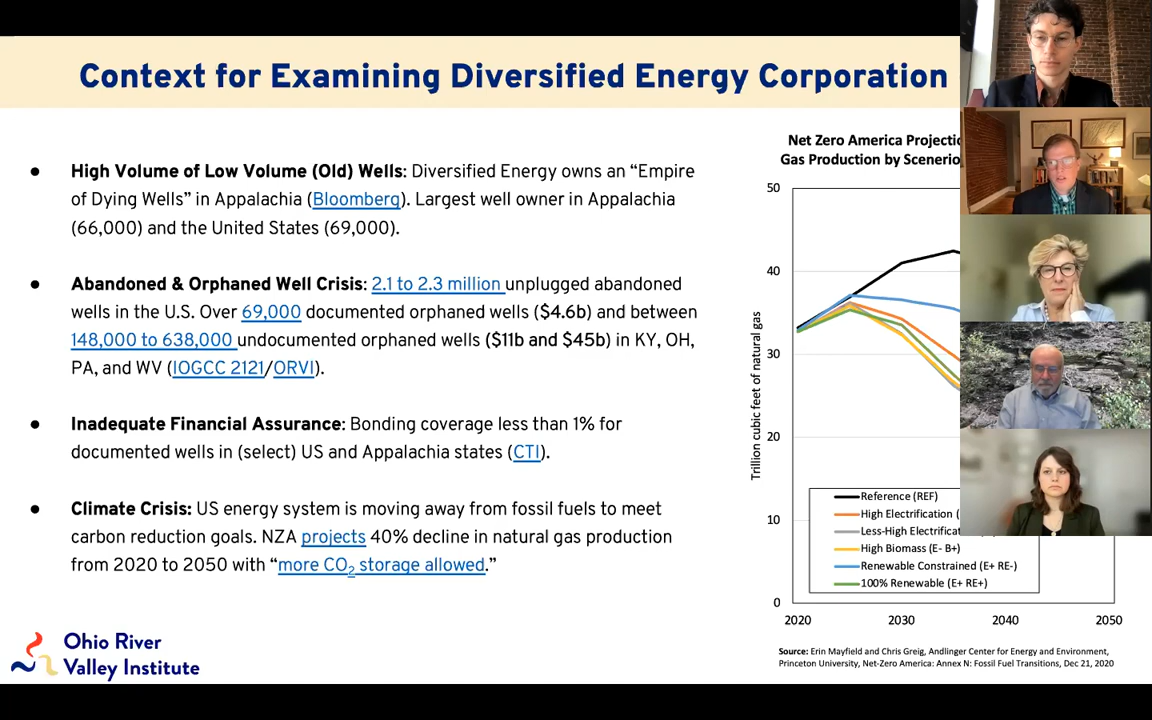 Context for Examining Diversified Energy Corporation
● High Volume of Low Volume (Old) Wells: Diversified Energy owns an “Empire
of Dying Wells” in Appalachia (Bloomberg). Largest well owner in Appalachia
(66,000) and the United States (69,000).
● Abandoned & Orphaned Well Crisis: 2.1 to 2.3 million unplugged abandoned
wells in the U.S. Over 69,000 documented orphaned wells ($4.6b) and between
148,000 to 638,000 undocumented orphaned wells ($11b and $45b) in KY, OH,
PA, and WV (IOGCC 2121/ORVI).
● Inadequate Financial Assurance: Bonding coverage less than 1% for
documented wells in (select) US and Appalachia states (CTI).
● Climate Crisis: US energy system is moving away from fossil fuels to meet
carbon reduction goals. NZA projects 40% decline in natural gas production
from 2020 to 2050 with “more CO2 storage allowed.”
Ohio River
Valley Institute
Net Zero America Projectio
Gas Production by Scenerio,
Trillion cubic feet of natural gas
50
40
30
20
10
0
Reference (REF)
High Electrification (
Less-High Electrificat
High Biomass (E- B+)
Renewable Constrained (E+ RE-)
100% Renewable (E+ RE+)
2020 2030 2040 2050
Source: Erin Mayfield and Chris Greig, Andlinger Center for Energy and Environment,
Princeton University, Net-Zero America: Annex N: Fossil Fuel Transitions, Dec 21, 2020